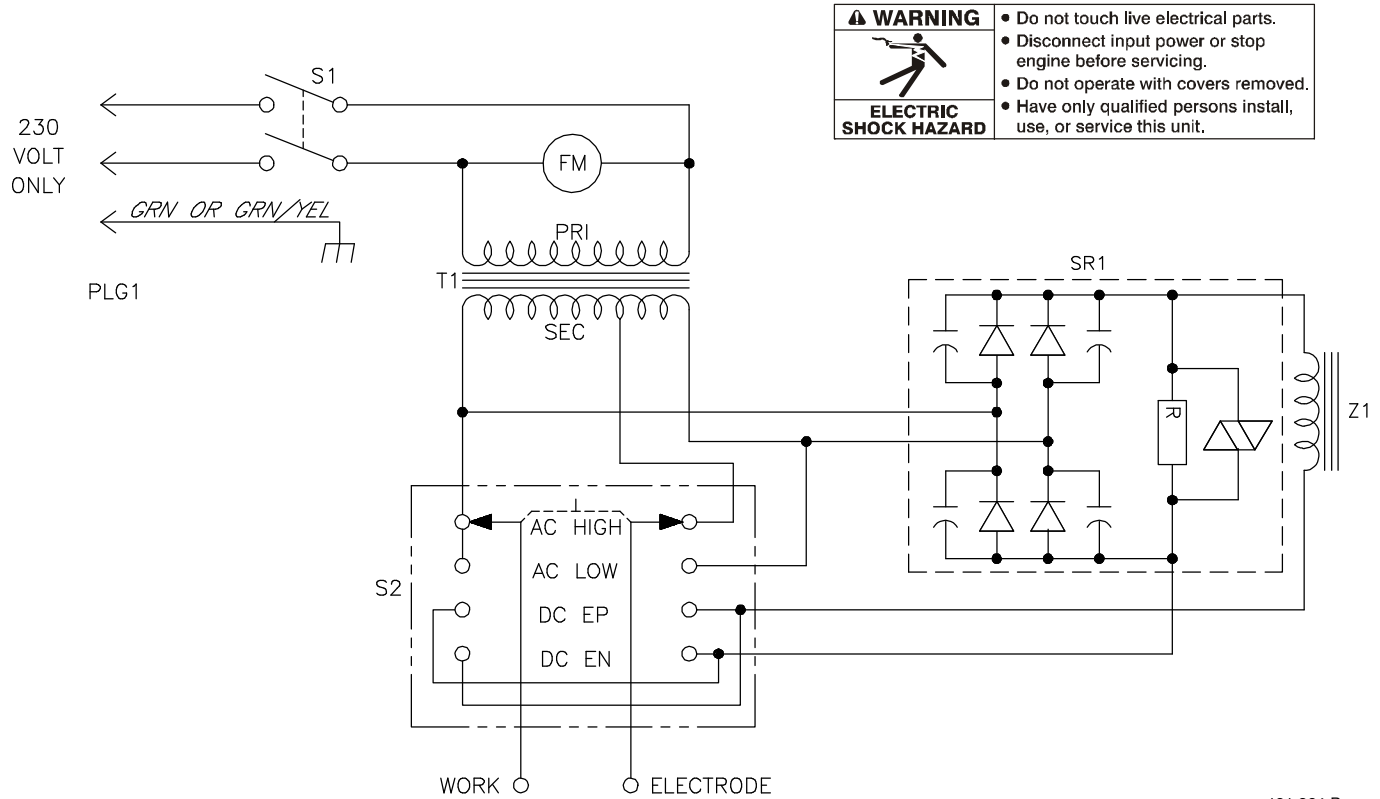 WARNING
ELECTRIC
SHOCK HAZARD
• Do not touch live electrical parts.
• Disconnect input power or stop
engine before servicing.
• Do not operate with covers removed.
• Have only qualified persons install,
use, or service this unit.
S1
230
VOLT
ONLY
FM
GRN OR GRN/YEL
PLG1
PRI
T1
SEC
SR1
R
Z1
S2
AC HIGH
AC LOW
DC EP
DC EN
WORK
ELECTRODE